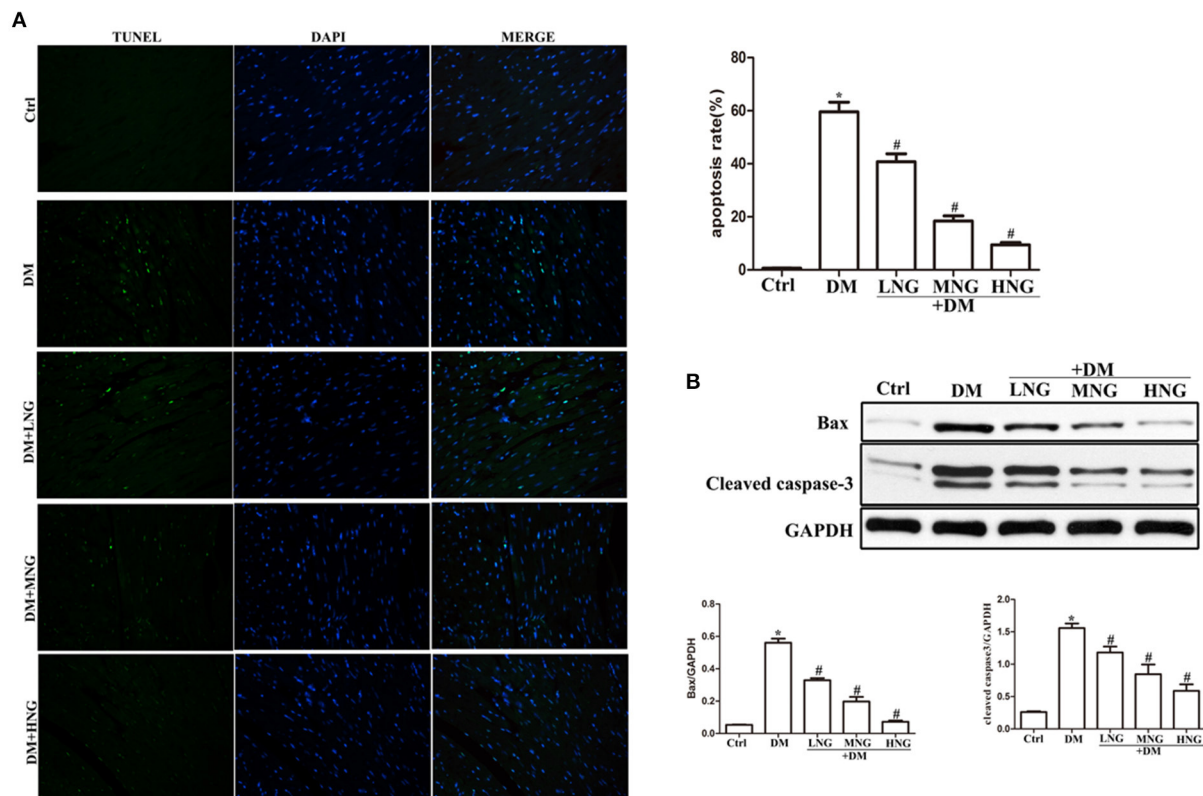 A
TUNEL DAPI MERGE
Ctrl
DM
DM+LNG
DM+MNG
DM+HNG
apoptosis rate(%)
80
60
40
20
0
*
#
#
#
Ctrl DM LNG MNG HNG
+DM
B
+DM
Ctrl DM LNG MNG HNG
Bax
Cleaved caspase-3
GAPDH
Bax/GAPDH
0.8
0.6
0.4
0.2
0.0
*
#
#
#
Ctrl DM LNG MNG HNG
+DM
cleaved caspase3/GAPDH
2.0
1.5
1.0
0.5
0.0
*
#
#
#
Ctrl DM LNG MNG HNG
+DM